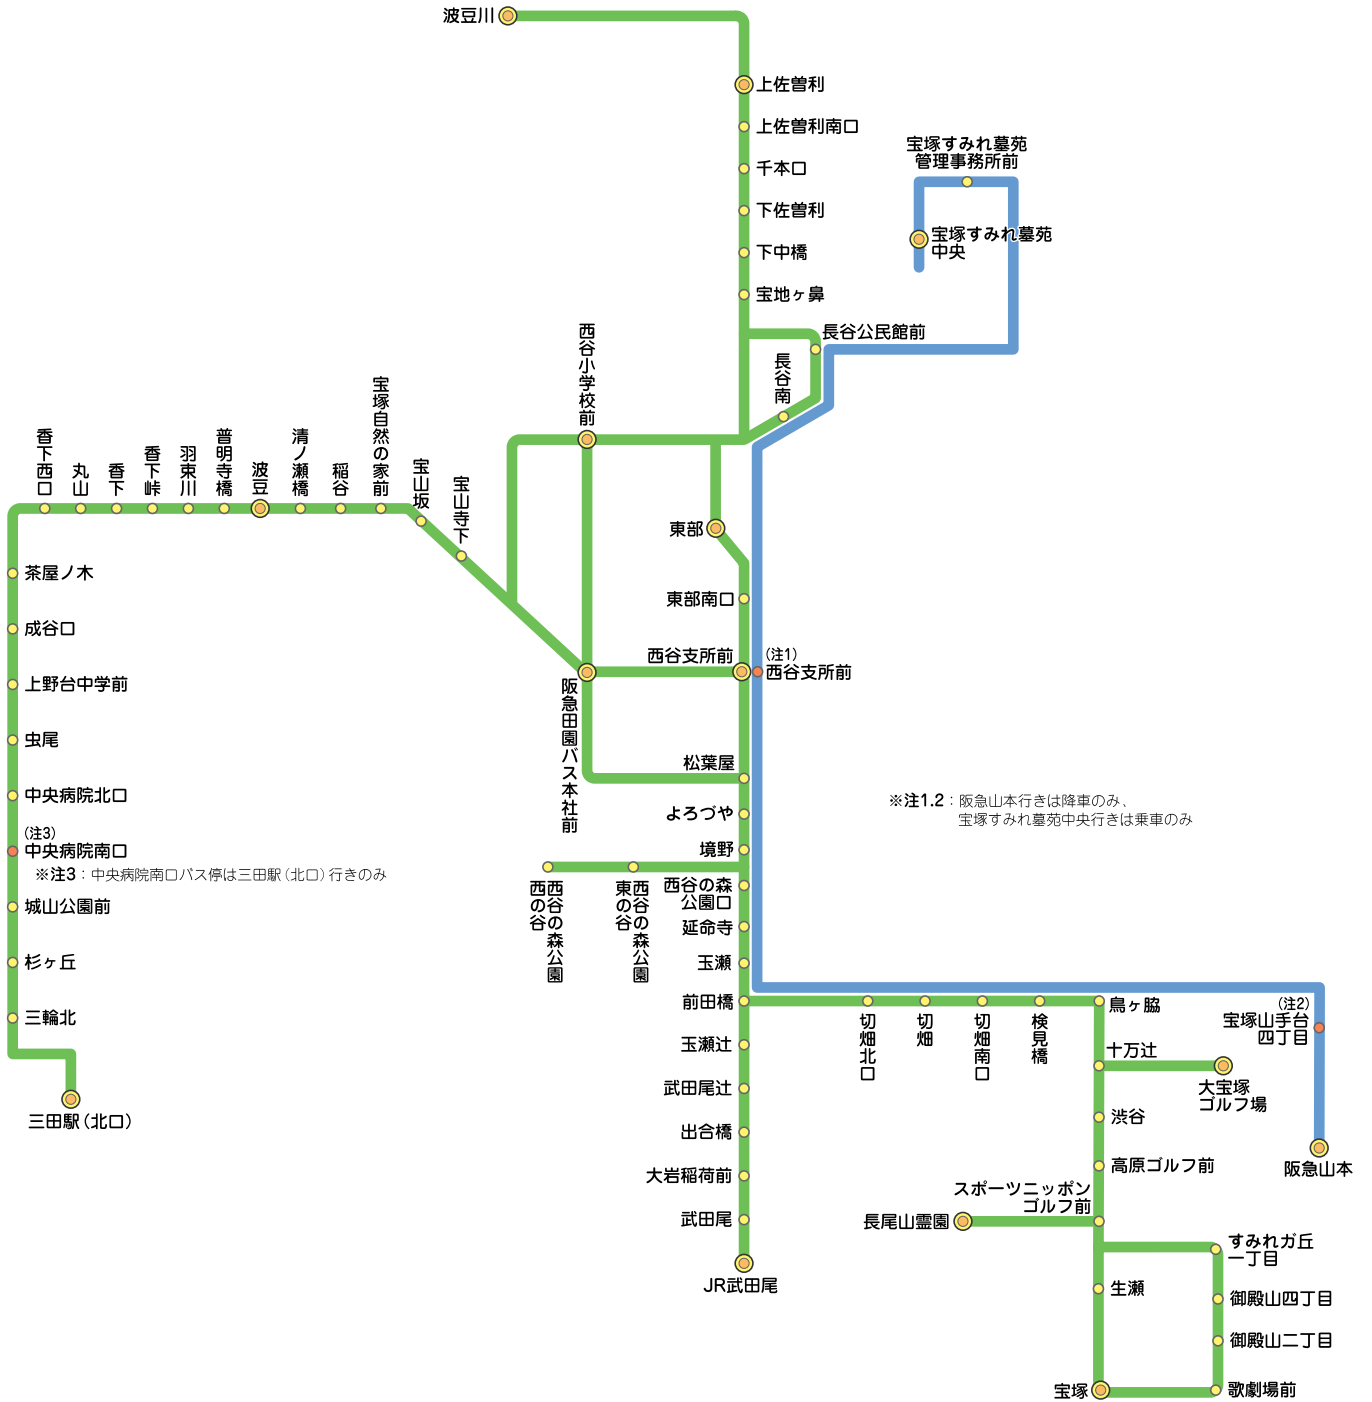 波豆川
上佐曽利
上佐曽利南口
千本口
下佐曽利
下中橋
宝地ヶ鼻
宝塚すみれ墓苑
管理事務所前
宝塚すみれ墓苑
中央
長谷公民館前
長谷南
西谷小学校前
香下西口
丸山
香下
香下峠
羽束川
普明寺橋
波豆
清ノ瀬橋
稲谷
宝塚自然の家前
宝山坂
宝山寺下
東部
東部南口
西谷支所前
(注1)
西谷支所前
阪急田園バス本社前
松葉屋
よろづや
境野
茶屋ノ木
成谷口
上野台中学前
虫尾
中央病院北口
(注3)
中央病院南口
※注3：中央病院南口バス停は三田駅（北口）行きのみ
城山公園前
杉ヶ丘
三輪北
三田駅（北口）
※注1.2：阪急山本行きは降車のみ、
宝塚すみれ墓苑中央行きは乗車のみ
西谷の森公園
西の谷
西谷の森公園
東の谷
西谷の森
公園口
延命寺
玉瀬
前田橋
玉瀬辻
武田尾辻
出合橋
大岩稲荷前
武田尾
JR武田尾
切畑北口
切畑
切畑南口
検見橋
鳥ヶ脇
十万辻
大宝塚
ゴルフ場
渋谷
高原ゴルフ前
スポーツニッポン
ゴルフ前
長尾山霊園
生瀬
宝塚
すみれガ丘
一丁目
御殿山四丁目
御殿山二丁目
歌劇場前
(注2)
宝塚山手台
四丁目
阪急山本